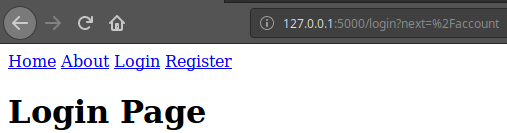 127.0.0.1:5000/login?next=%2Faccount
Home About Login Register
Login Page